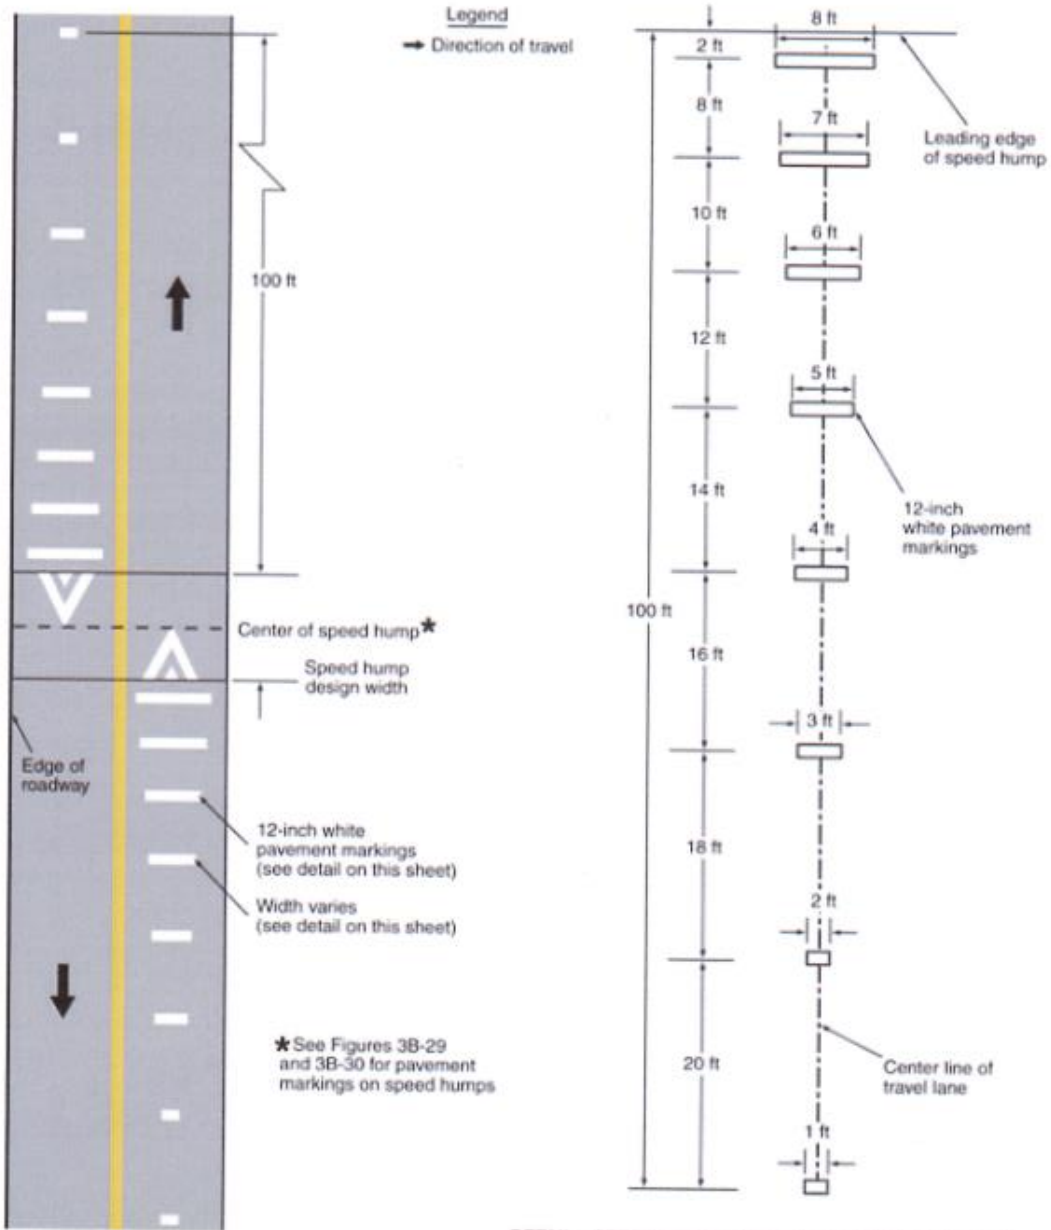 Legend
Direction of travel
100 ft
Center of speed hump*
Speed hump
design width
Edge of
roadway
12-inch white
pavement markings
(see detail on this sheet)
Width varies
(see detail on this sheet)
*See Figures 3B-29
and 3B-30 for pavement
markings on speed humps
8 ft
2 ft
8 ft
7 ft
Leading edge
of speed hump
10 ft
6 ft
12 ft
5 ft
14 ft
12-inch
white pavement
markings
4 ft
100 ft
16 ft
3 ft
18 ft
2 ft
20 ft
Center line of
travel lane
1 ft